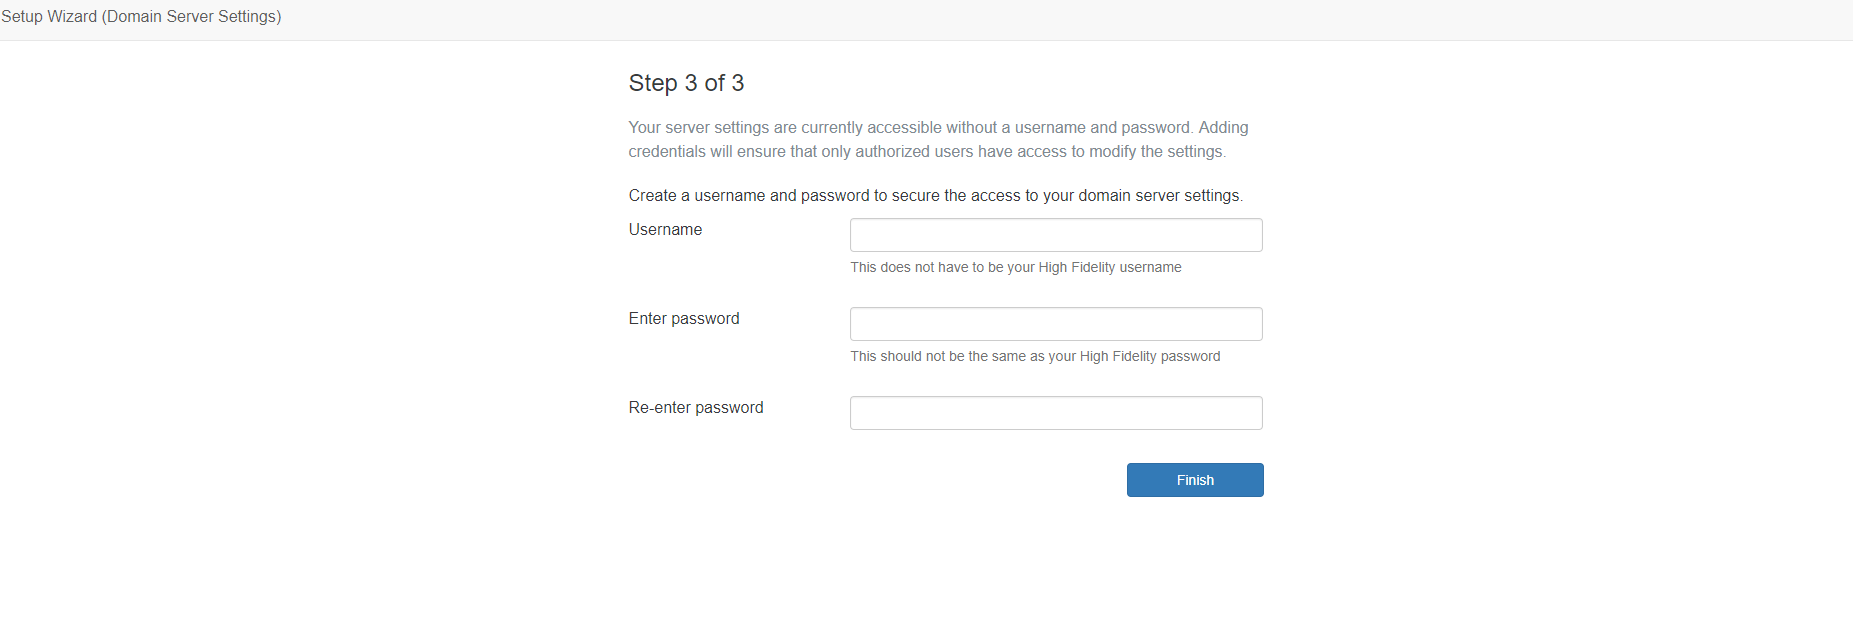 Setup Wizard (Domain Server Settings)
Step 3 of 3
Your server settings are currently accessible without a username and password. Adding
credentials will ensure that only authorized users have access to modify the settings.
Create a username and password to secure the access to your domain server settings.
Username
This does not have to be your High Fidelity username
Enter password
This should not be the same as your High Fidelity password
Re-enter password
Finish